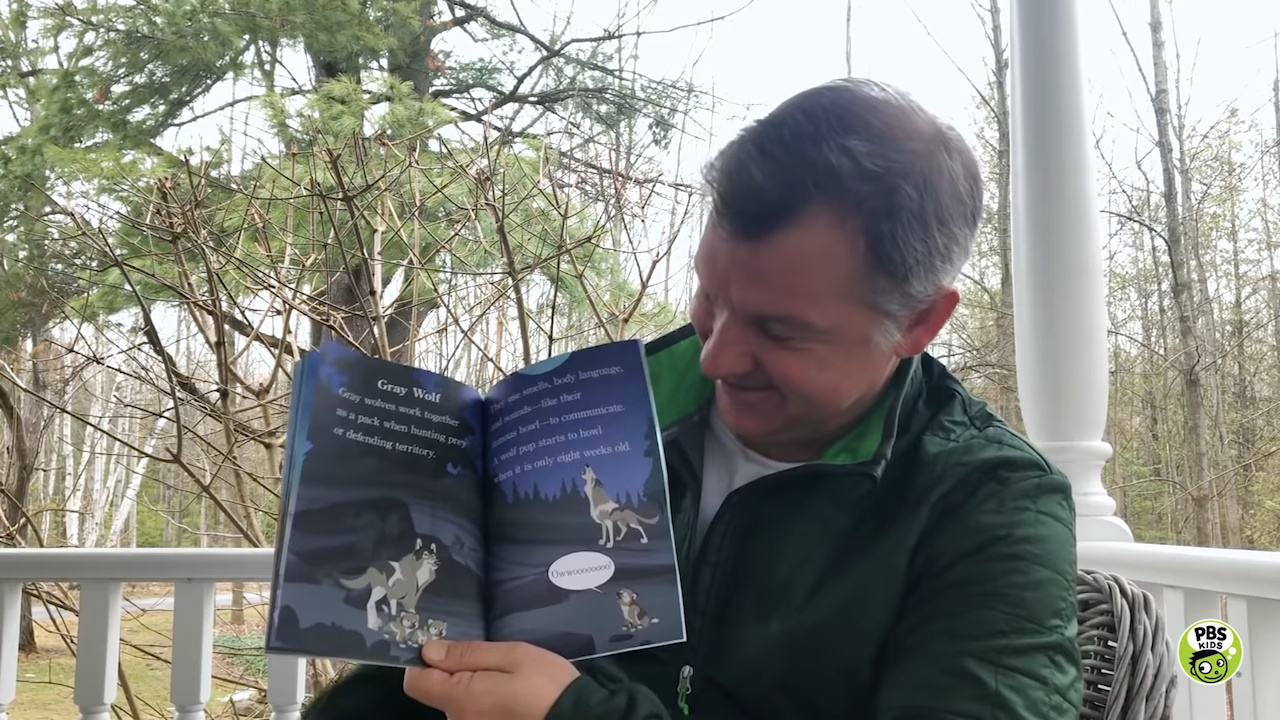 Gray Wolf
Gray wolves work together
as a pack when hunting prey
or defending territory.
They use smells, body language,
and sounds—like their
famous howl—to communicate.
A wolf pup starts to howl
when it is only eight weeks old.
Owwooooooo!
PBS
KIDS